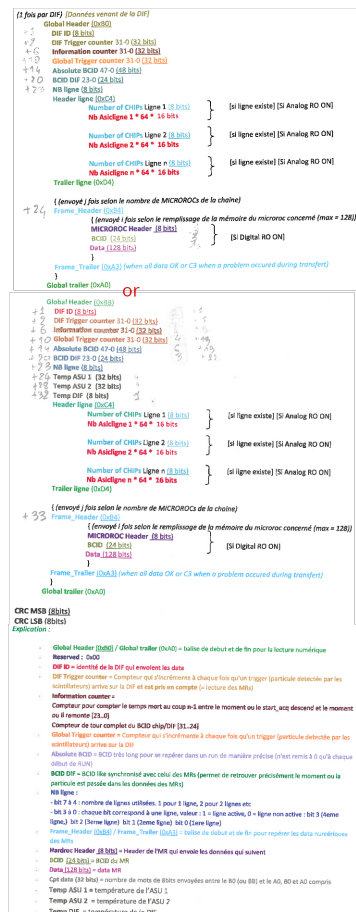 {1 fois par DIF} [Données venant de la DIF]
Global Header (0xB0)
DIF ID (8 bits)
DIF Trigger counter 31-0 (32 bits)
Information counter 31-0 (32 bits)
Global Trigger counter 31-0 (32 bits)
Absolute BCID 47-0 (48 bits)
BCID DIF 23-0 (24 bits)
NB ligne (8 bits)
Header ligne (0xC4)
Number of CHIPs Ligne 1 (8 bits)
Nb Asicligne 1 * 64 * 16 bits
[si ligne existe] [Si Analog RO ON]
Number of CHIPs Ligne 2 (8 bits)
Nb Asicligne 2 * 64 * 16 bits
[si ligne existe] [Si Analog RO ON]
Number of CHIPs Ligne n (8 bits)
Nb Asicligne n * 64 * 16 bits
[si ligne existe] [Si Analog RO ON]
Trailer ligne (0xD4)
{ (envoyé j fois selon le nombre de MICROROCs de la chaîne)
+24 Frame_Header (0xB4)
{ (envoyé i fois selon le remplissage de la mémoire du microroc concerné (max = 128))
MICROROC Header (8 bits)
BCID (24 bits)
Data (128 bits)
[Si Digital RO ON]
}
Frame_Trailer (0xA3) (when all data OK or C3 when a problem occured during transfert)
}
Global trailer (0xA0)
or
Global Header (0xBB)
+1 DIF ID (8 bits)
+2 DIF Trigger counter 31-0 (32 bits)
+6 Information counter 31-0 (32 bits)
+10 Global Trigger counter 31-0 (32 bits)
+14 Absolute BCID 47-0 (48 bits)
+20 BCID DIF 23-0 (24 bits)
+23 NB ligne (8 bits)
+24 Temp ASU 1 (32 bits)
+28 Temp ASU 2 (32 bits)
+32 Temp DIF (8 bits)
Header ligne (0xC4)
Number of CHIPs Ligne 1 (8 bits)
Nb Asicligne 1 * 64 * 16 bits
[si ligne existe] [Si Analog RO ON]
Number of CHIPs Ligne 2 (8 bits)
Nb Asicligne 2 * 64 * 16 bits
[si ligne existe] [Si Analog RO ON]
Number of CHIPs Ligne n (8 bits)
Nb Asicligne n * 64 * 16 bits
[si ligne existe] [Si Analog RO ON]
Trailer ligne (0xD4)
{ (envoyé j fois selon le nombre de MICROROCs de la chaîne)
+33 Frame_Header (0xB4)
{ (envoyé i fois selon le remplissage de la mémoire du microroc concerné (max = 128))
MICROROC Header (8 bits)
BCID (24 bits)
Data (128 bits)
[Si Digital RO ON]
}
Frame_Trailer (0xA3) (when all data OK or C3 when a problem occured during transfert)
}
Global trailer (0xA0)
CRC MSB (8bits)
CRC LSB (8bits)
Explication :
Global Header (0xB0) / Global trailer (0xA0) = balise de debut et de fin pour la lecture numérique
Reserved : 0x00
DIF ID = identité de la DIF qui envoient les data
DIF Trigger counter = Compteur qui s'incrémente à chaque fois qu'un trigger (particule detectée par les
scintillateurs) arrive sur la DIF et est pris en compte (= lecture des MRs)
Information counter =
Compteur pour compter le temps mort au coup n-1 entre le moment ou le start_acq descend et le moment
ou il remonte [23..0]
Compteur de tour complet du BCID chip/DIF [31..24]
Global Trigger counter = Compteur qui s'incrémente à chaque fois qu'un trigger (particule detectée par les
scintillateurs) arrive sur la DIF
Absolute BCID = BCID très long pour se repérer dans un run de manière précise (n'est remis à 0 qu'à chaque
début de RUN)
BCID DIF = BCID like synchronisé avec celui des MRs (permet de retrouver précisément le moment ou la
particule est passée dans les données des MRs)
NB ligne :
- bit 7 à 4 : nombre de lignes utilisées. 1 pour 1 ligne, 2 pour 2 lignes etc
- bit 3 à 0 : chaque bit correspond à une ligne, valeur : 1 = ligne active, 0 = ligne non active : bit 3 (4eme
ligne,) bit 2 (3eme ligne) bit 1 (2eme ligne) bit 0 (1ere ligne)
Frame_Header (0xB4) / Frame_Trailer (0xA3) = balise de debut et de fin pour repérer les data numériques
des MRs
Hardroc Header (8 bits) = Header de l'MR qui envoie les données qui suivent
BCID (24 bits) = BCID du MR
Data (128 bits) = data MR
Cpt data (32 bits) = nombre de mots de 8bits envoyées entre le B0 (ou BB) et le A0, B0 et A0 compris
Temp ASU 1 = température de l'ASU 1
Temp ASU 2 = température de l'ASU 2
Temp DIF = température de la DIF